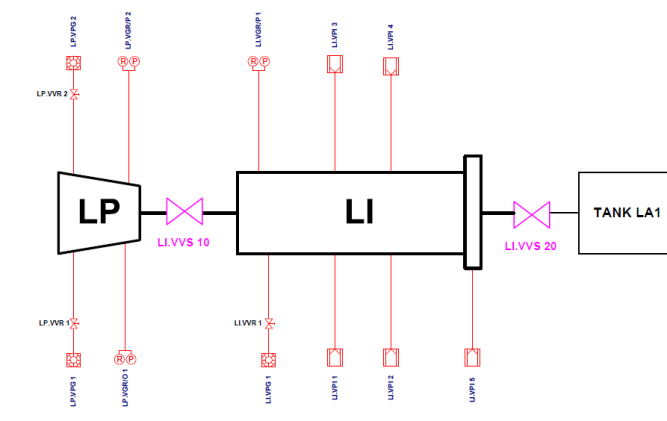 LP.VPG 2
LP.VGR/P 2
LI.VGR/P 1
LI.VPI 3
LI.VPI 4
R P
R P
LP.VVR 2
LP
LI
TANK LA1
LI.VVS 10
LI.VVS 20
LP.VVR 1
LI.VVR 1
R P
LP.VPG 1
LP.VGR/O 1
LI.VPG 1
LI.VPI 1
LI.VPI 2
LI.VPI 5